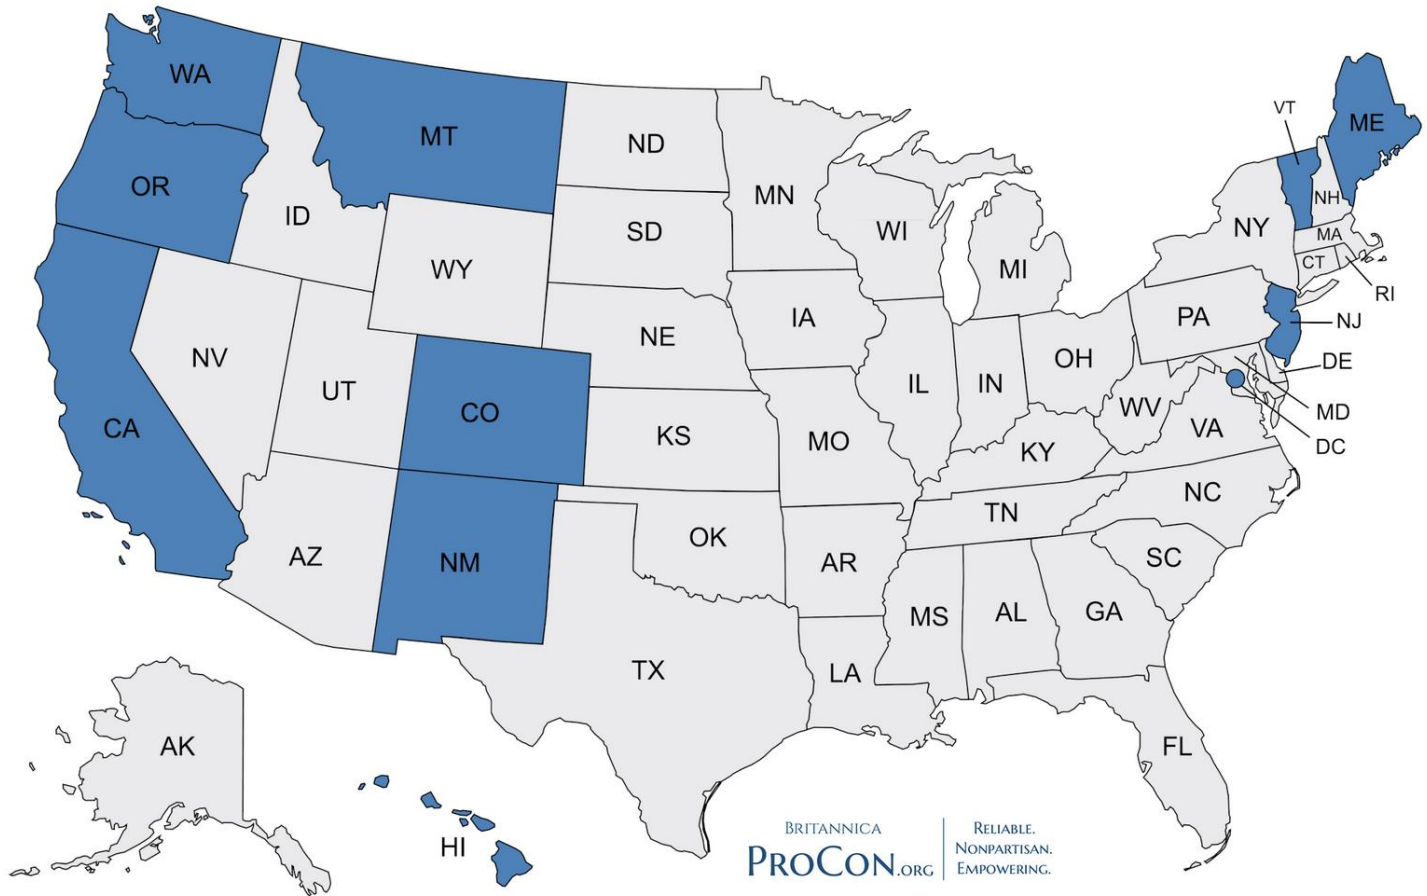 WA
MT
ND
MN
VT
ME
OR
ID
SD
WI
MI
NY
NH
MA
CT
RI
WY
NE
IA
PA
NJ
NV
UT
CO
KS
MO
IL
IN
OH
WV
VA
DE
MD
DC
CA
KY
AZ
NM
OK
AR
TN
NC
SC
MS
AL
GA
TX
LA
FL
AK
HI
BRITANNICA
PROCON.ORG
RELIABLE.
NONPARTISAN.
EMPOWERING.